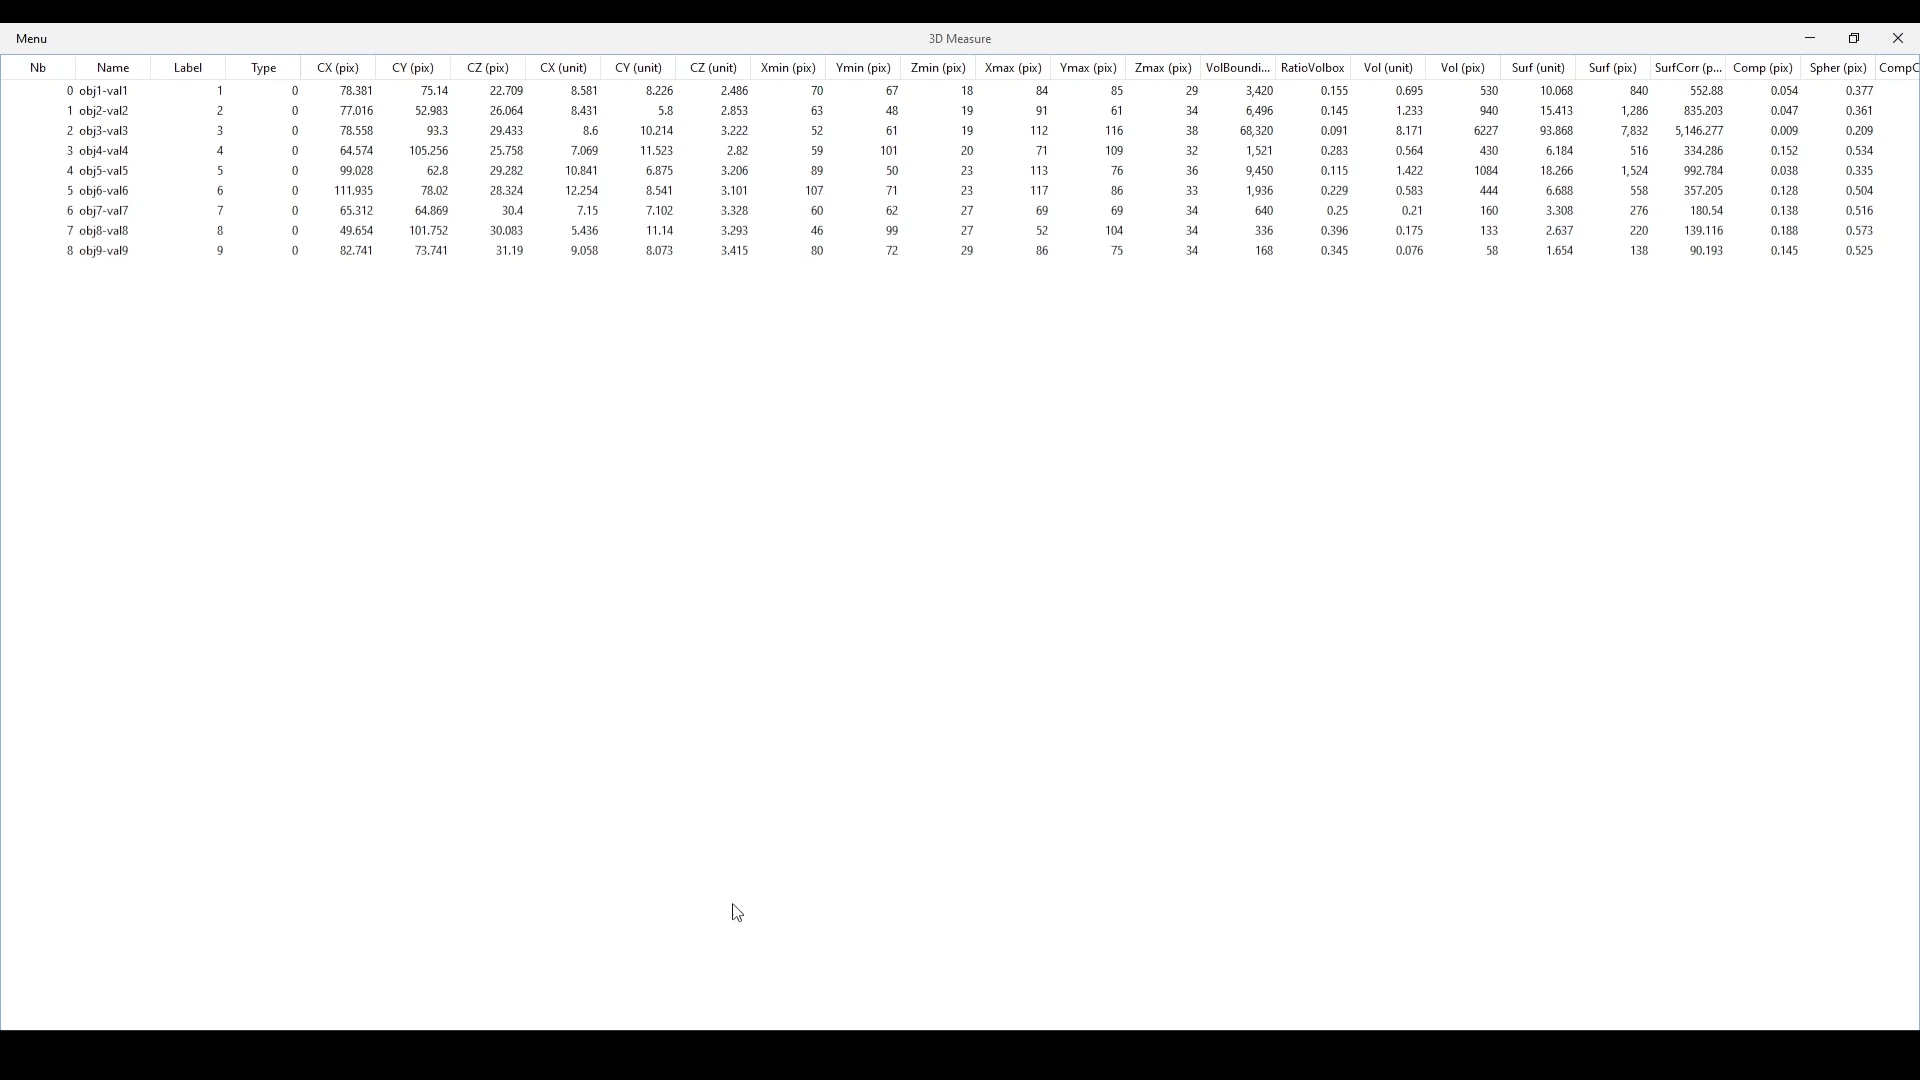 Menu 3D Measure
Nb Name Label Type CX (pix) CY (pix) CZ (pix) CX (unit) CY (unit) CZ (unit) Xmin (pix) Ymin (pix) Zmin (pix) Xmax (pix) Ymax (pix) Zmax (pix) VolBoundi... RatioVolbox Vol (unit) Vol (pix) Surf (unit) Surf (pix) SurfCorr (p... Comp (pix) Spher (pix) CompC
0 obj1-val1 1 0 78.381 75.14 22.709 8.581 8.226 2.486 70 67 18 84 85 29 3,420 0.155 0.695 530 10.068 840 552.88 0.054 0.377
1 obj2-val2 2 0 77.016 52.983 26.064 8.431 5.8 2.853 63 48 19 91 61 34 6,496 0.145 1.233 940 15.413 1,286 835.203 0.047 0.361
2 obj3-val3 3 0 78.558 93.3 29.433 8.6 10.214 3.222 52 61 19 112 116 38 68,320 0.091 8.171 6227 93.868 7,832 5,146.277 0.009 0.209
3 obj4-val4 4 0 64.574 105.256 25.758 7.069 11.523 2.82 59 101 20 71 109 32 1,521 0.283 0.564 430 6.184 516 334.286 0.152 0.534
4 obj5-val5 5 0 99.028 62.8 29.282 10.841 6.875 3.206 89 50 23 113 76 36 9,450 0.115 1.422 1084 18.266 1,524 992.784 0.038 0.335
5 obj6-val6 6 0 111.935 78.02 28.324 12.254 8.541 3.101 107 71 23 117 86 33 1,936 0.229 0.583 444 6.688 558 357.205 0.128 0.504
6 obj7-val7 7 0 65.312 64.869 30.4 7.15 7.102 3.328 60 62 27 69 69 34 640 0.25 0.21 160 3.308 276 180.54 0.138 0.516
7 obj8-val8 8 0 49.654 101.752 30.083 5.436 11.14 3.293 46 99 27 52 104 34 336 0.396 0.175 133 2.637 220 139.116 0.188 0.573
8 obj9-val9 9 0 82.741 73.741 31.19 9.058 8.073 3.415 80 72 29 86 75 34 168 0.345 0.076 58 1.654 138 90.193 0.145 0.525